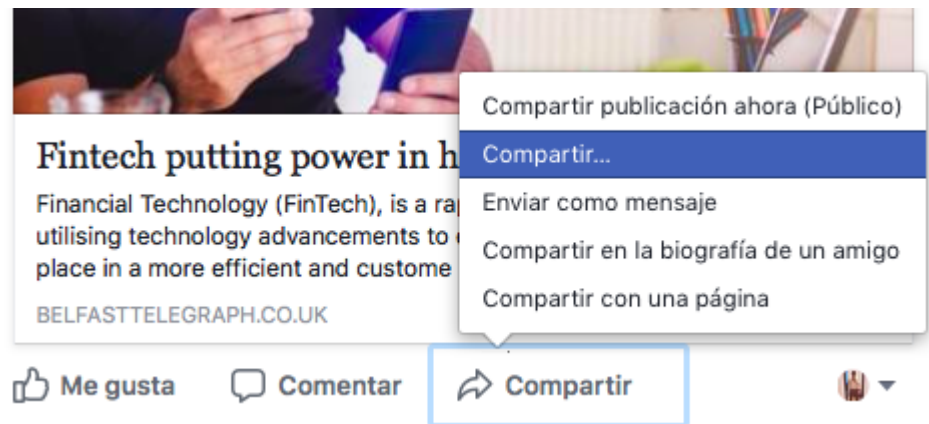 Compartir publicación ahora (Público)
Compartir...
Enviar como mensaje
Compartir en la biografía de un amigo
Compartir con una página
Fintech putting power in h
Financial Technology (FinTech), is a
utilising technology advancements to
place in a more efficient and custome
BELFASTTELEGRAPH.CO.UK
Me gusta
Comentar
Compartir